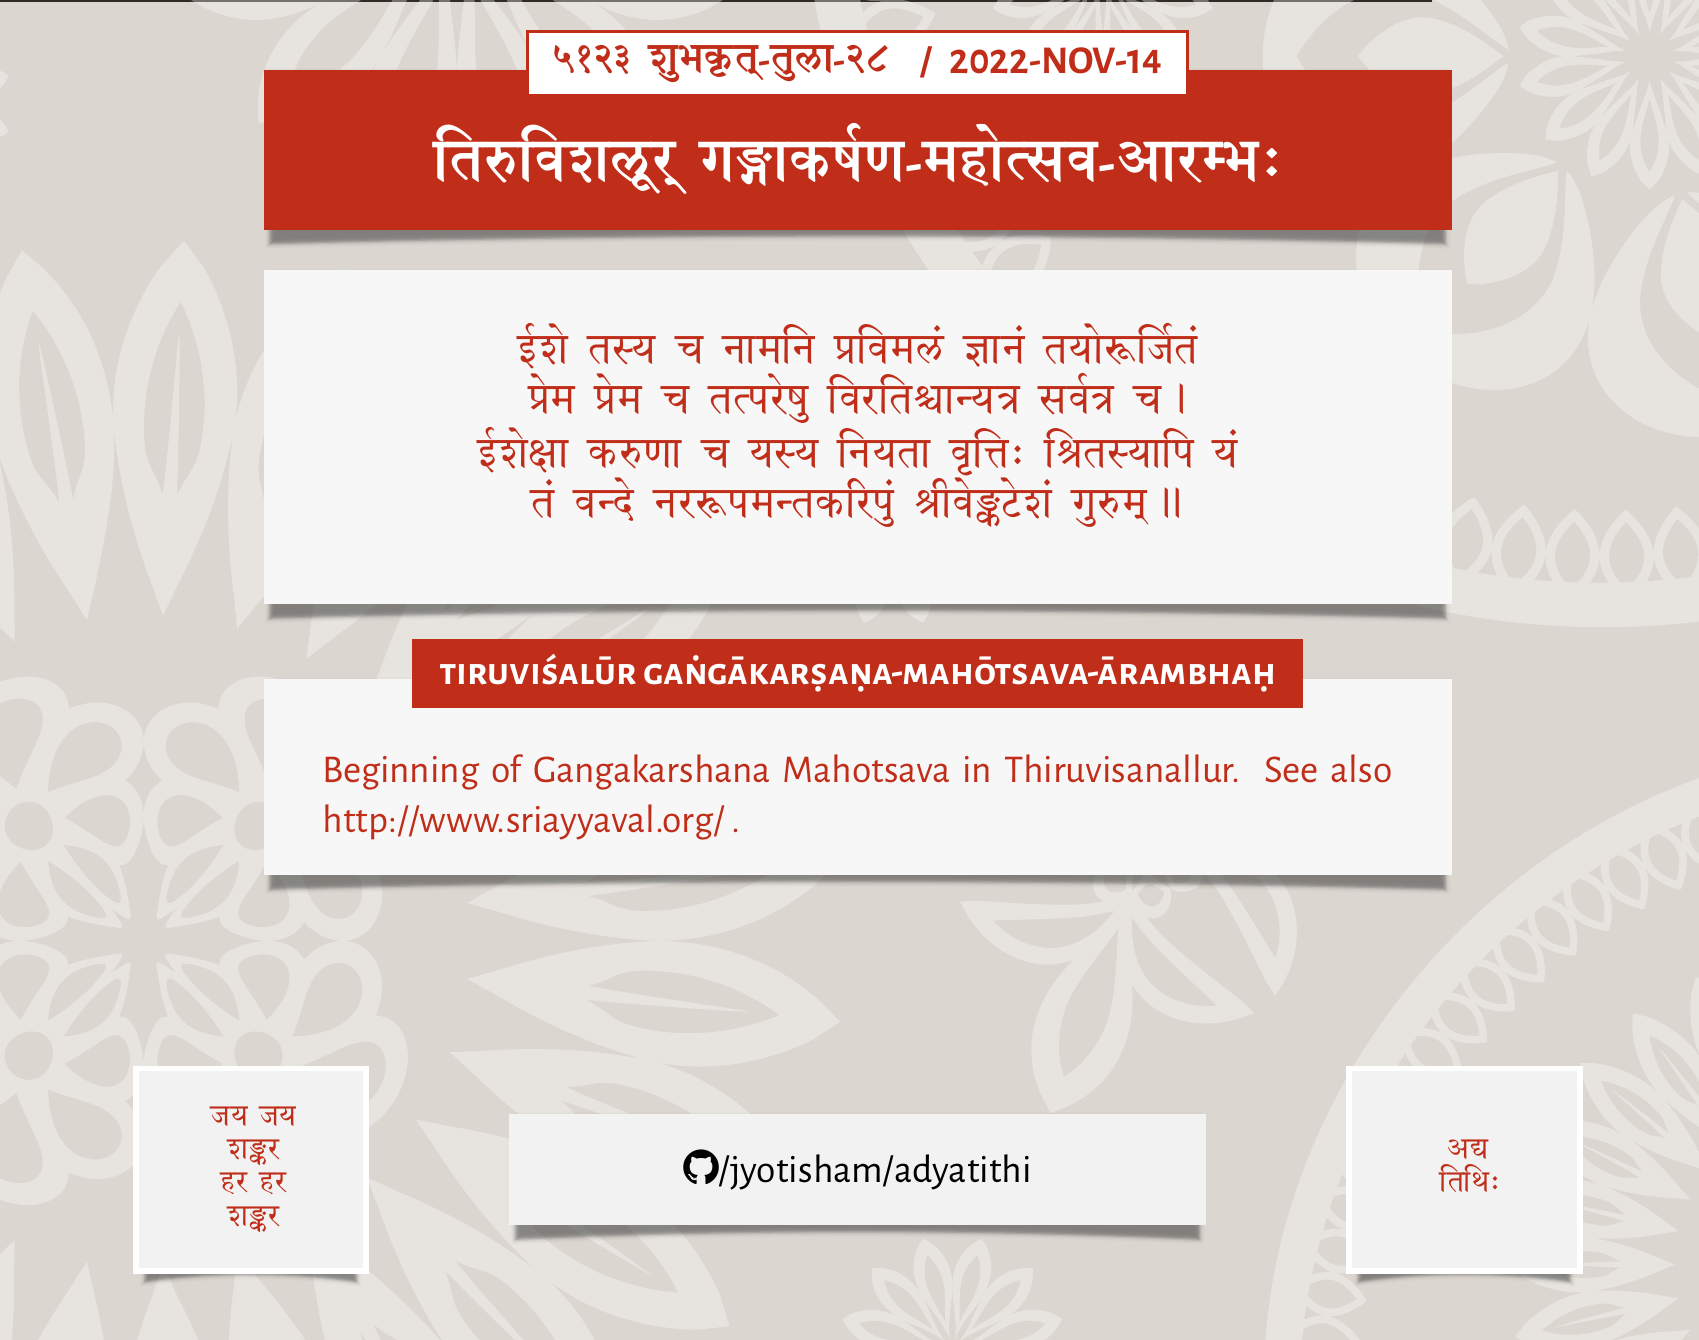 ५१२३ शुभकृत्-तुला-२८ / 2022-NOV-14
तिरुविशलूर् गङ्गाकर्षण-महोत्सव-आरम्भः
ईशे तस्य च नामनि प्रविमलं ज्ञानं तयोरूर्जितं
प्रेम प्रेम च तत्परेषु विरतिश्चान्यत्र सर्वत्र च।
ईशेक्षा करुणा च यस्य नियता वृत्तिः श्रितस्यापि यं
तं वन्दे नररूपमन्तकरिपुं श्रीवेङ्कटेशं गुरुम्॥
TIRUVIŚALŪR GAṄGĀKARṢAṆA-MAHŌTSAVA-ĀRAMBHAḤ
Beginning of Gangakarshana Mahotsava in Thiruvisanallur. See also
http://www.sriayyaval.org/ .
जय जय
शङ्कर
हर हर
शङ्कर
/jyotisham/adyatithi
अद्य
तिथिः